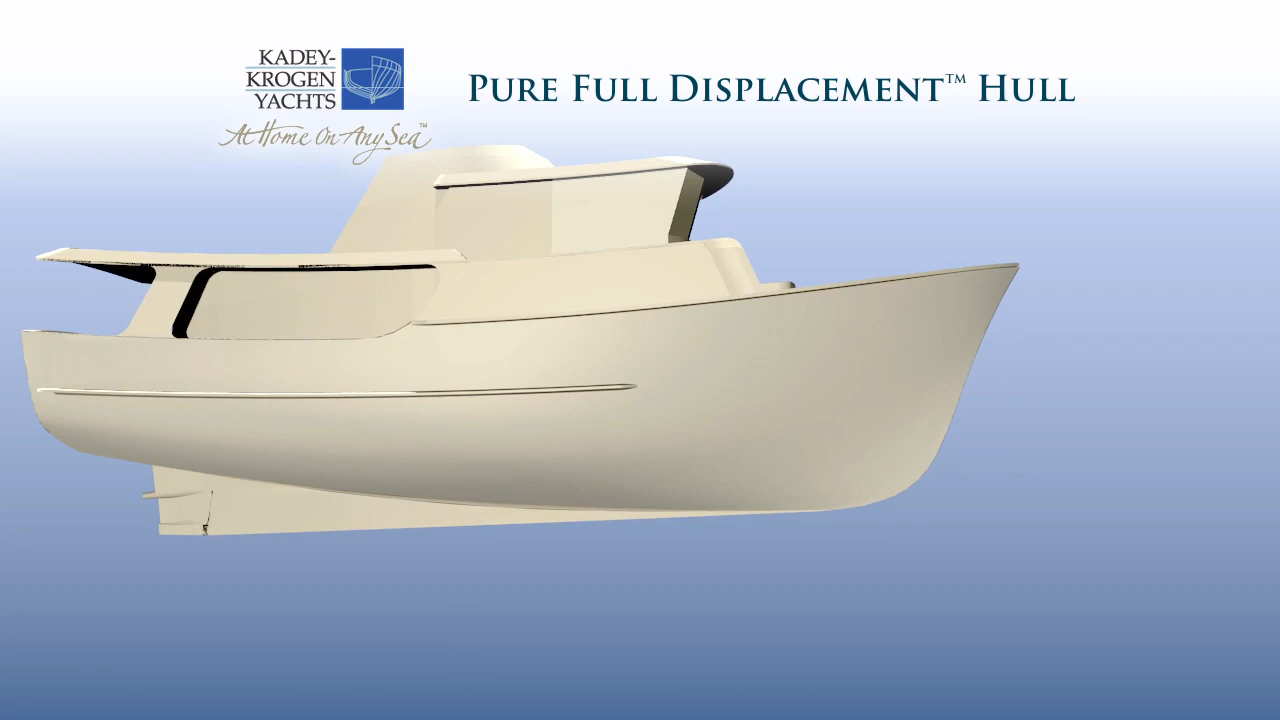 KADEY-
KROGEN
YACHTS
At Home On Any Sea™
PURE FULL DISPLACEMENT™ HULL